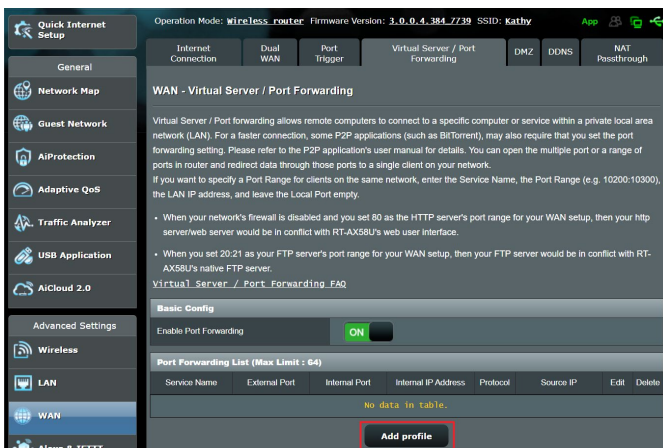 Quick Internet
Setup
Operation Mode: Wireless router Firmware Version: 3.0.0.4.384_7739 SSID: Kathy
App
Internet
Connection
Dual
WAN
Port
Trigger
Virtual Server / Port
Forwarding
DMZ
DDNS
NAT
Passthrough
General
Network Map
Guest Network
AiProtection
Adaptive QoS
Traffic Analyzer
USB Application
AiCloud 2.0
Advanced Settings
Wireless
LAN
WAN
WAN - Virtual Server / Port Forwarding
Virtual Server / Port forwarding allows remote computers to connect to a specific computer or service within a private local area
network (LAN). For a faster connection, some P2P applications (such as BitTorrent), may also require that you set the port
forwarding setting. Please refer to the P2P application's user manual for details. You can open the multiple port or a range of
ports in router and redirect data through those ports to a single client on your network.
If you want to specify a Port Range for clients on the same network, enter the Service Name, the Port Range (e.g. 10200:10300),
the LAN IP address, and leave the Local Port empty.
• When your network's firewall is disabled and you set 80 as the HTTP server's port range for your WAN setup, then your http
server/web server would be in conflict with RT-AX58U's web user interface.
• When you set 20:21 as your FTP server's port range for your WAN setup, then your FTP server would be in conflict with RT-
AX58U's native FTP server.
Virtual Server / Port Forwarding FAQ
Basic Config
Enable Port Forwarding
ON
Port Forwarding List (Max Limit : 64)
Service Name External Port Internal Port Internal IP Address Protocol Source IP Edit Delete
No data in table.
Add profile